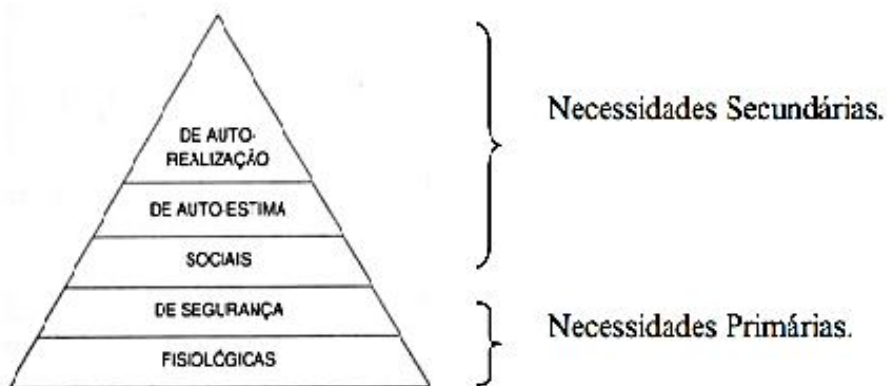 DE AUTO-
REALIZAÇÃO
DE AUTO-ESTIMA
SOCIAIS
DE SEGURANÇA
FISIOLÓGICAS
Necessidades Secundárias.
Necessidades Primárias.